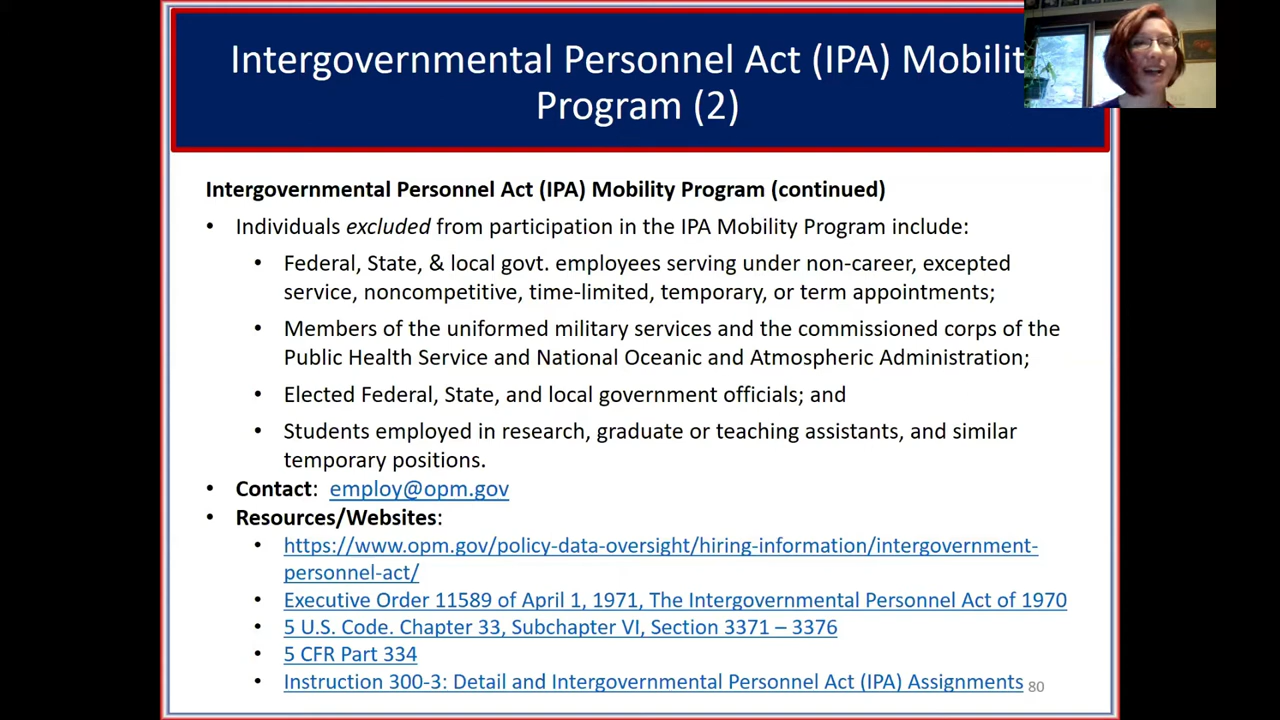 Intergovernmental Personnel Act (IPA) Mobilit
Program (2)
Intergovernmental Personnel Act (IPA) Mobility Program (continued)
• Individuals excluded from participation in the IPA Mobility Program include:
• Federal, State, & local govt. employees serving under non-career, excepted
service, noncompetitive, time-limited, temporary, or term appointments;
• Members of the uniformed military services and the commissioned corps of the
Public Health Service and National Oceanic and Atmospheric Administration;
• Elected Federal, State, and local government officials; and
• Students employed in research, graduate or teaching assistants, and similar
temporary positions.
• Contact: employ@opm.gov
• Resources/Websites:
• https://www.opm.gov/policy-data-oversight/hiring-information/intergovernment-
personnel-act/
• Executive Order 11589 of April 1, 1971, The Intergovernmental Personnel Act of 1970
• 5 U.S. Code. Chapter 33, Subchapter VI, Section 3371 – 3376
• 5 CFR Part 334
• Instruction 300-3: Detail and Intergovernmental Personnel Act (IPA) Assignments 80